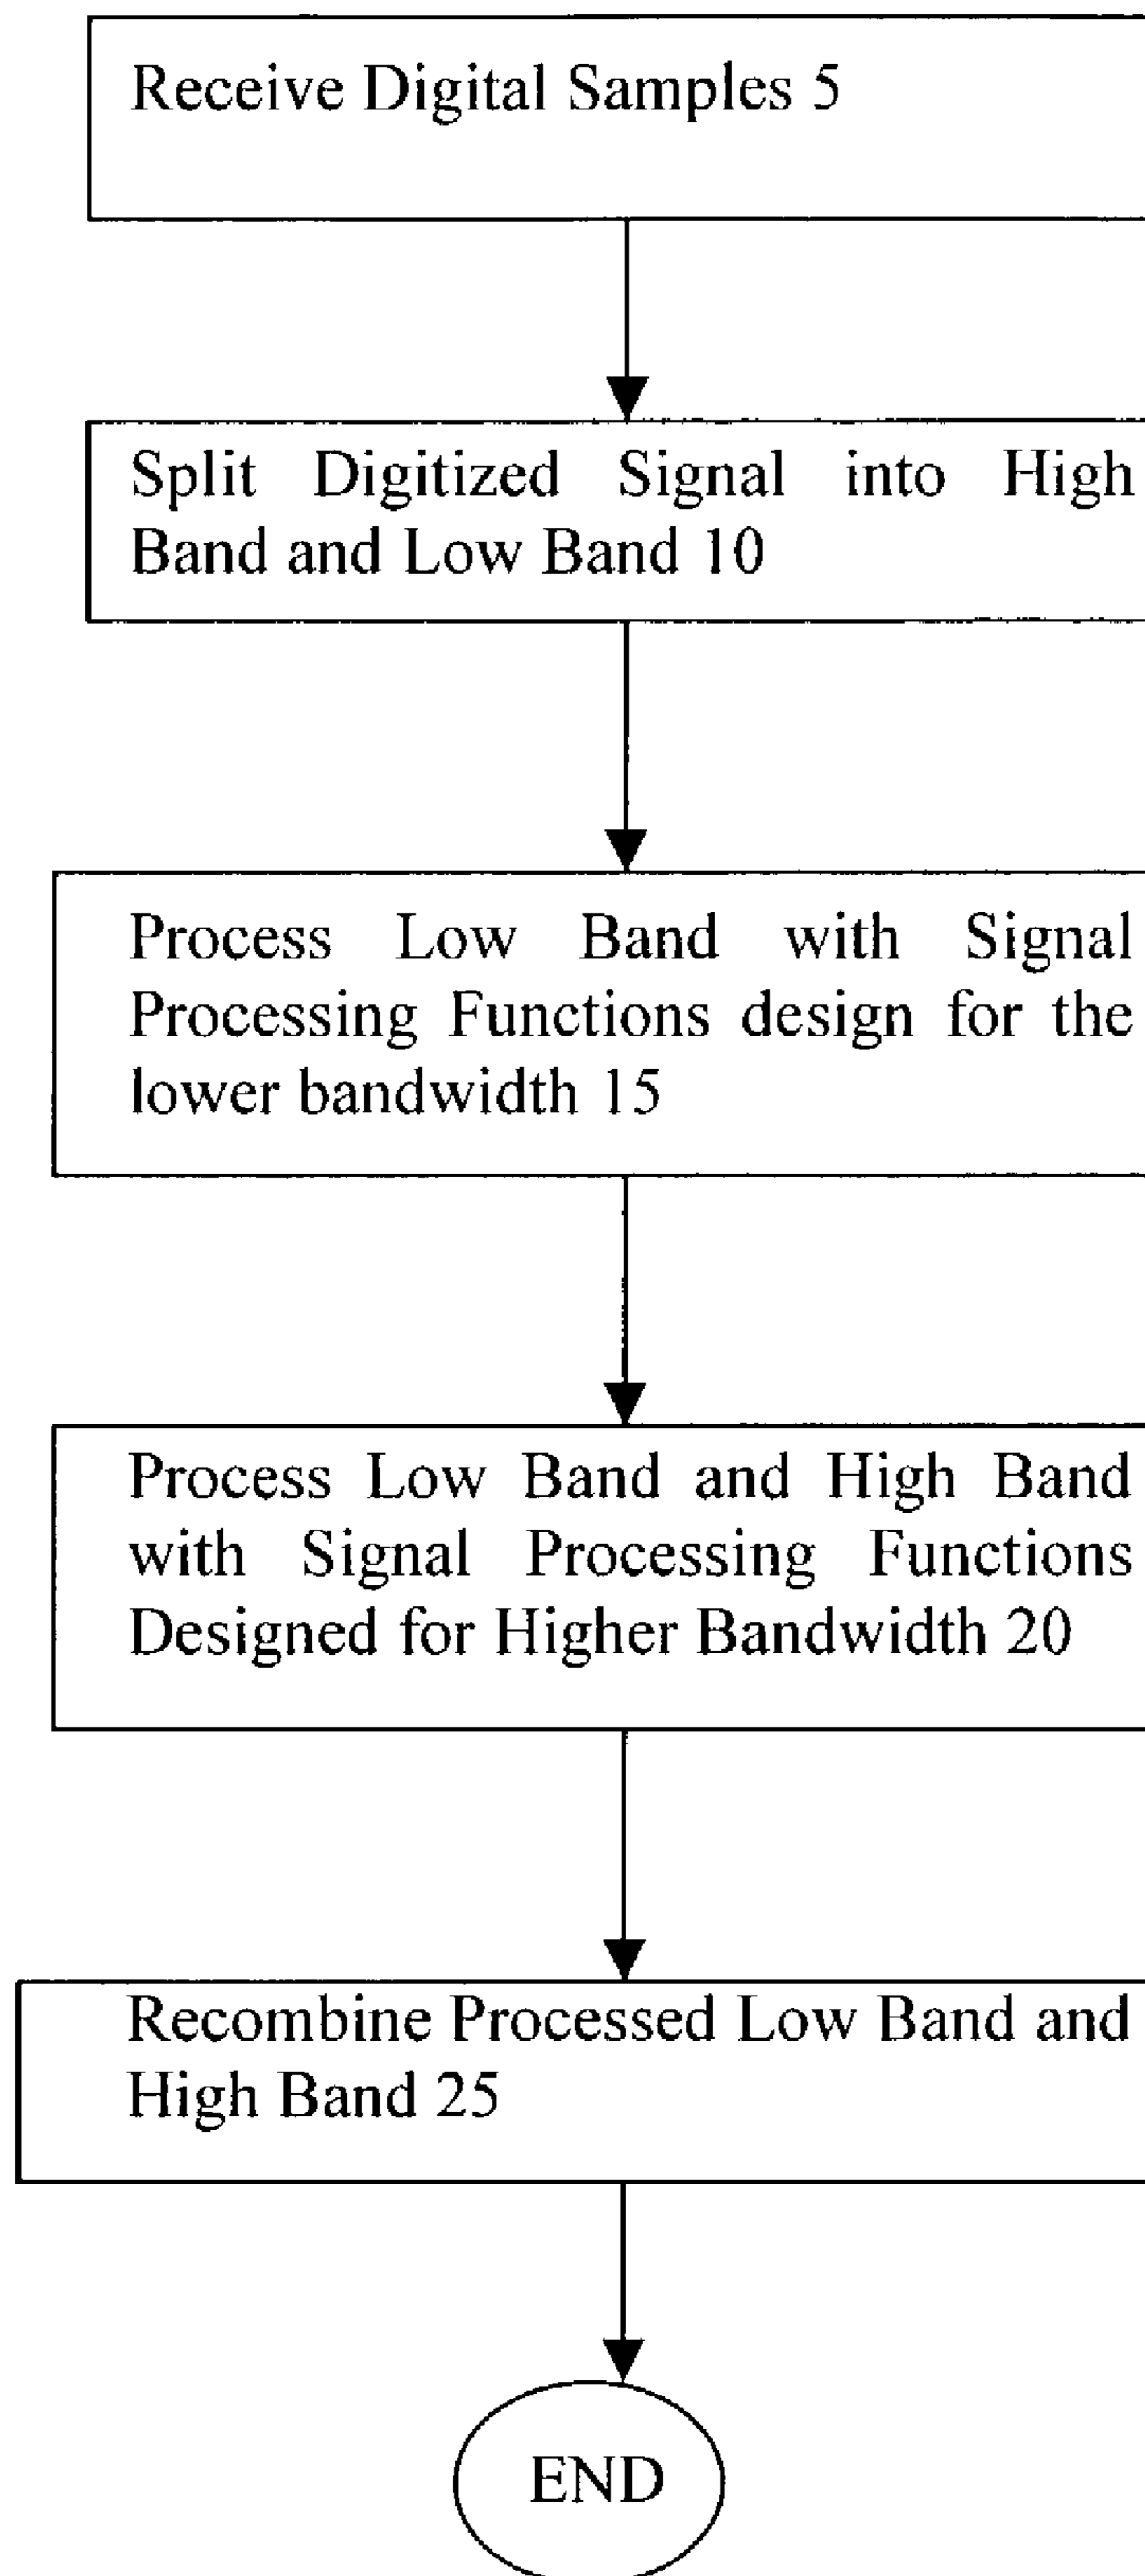 Receive Digital Samples 5
Split Digitized Signal into High
Band and Low Band 10
Process Low Band with Signal
Processing Functions design for the
lower bandwidth 15
Process Low Band and High Band
with Signal Processing Functions
Designed for Higher Bandwidth 20
Recombine Processed Low Band and
High Band 25
END